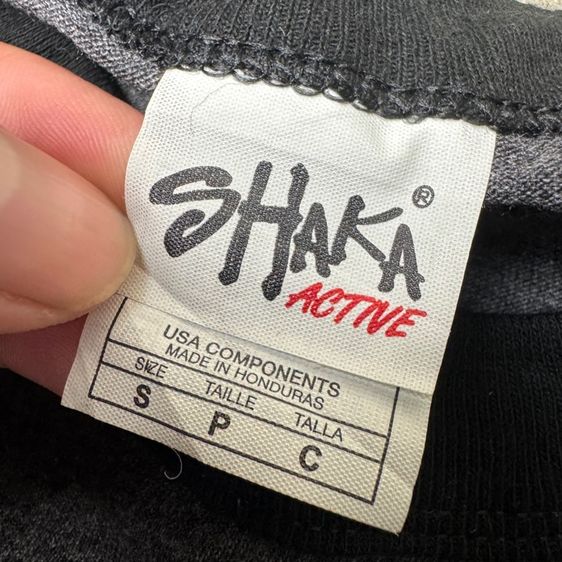 SHAKA®
ACTIVE
USA COMPONENTS
MADE IN HONDURAS
SIZE TAILLE TALLA
S P C